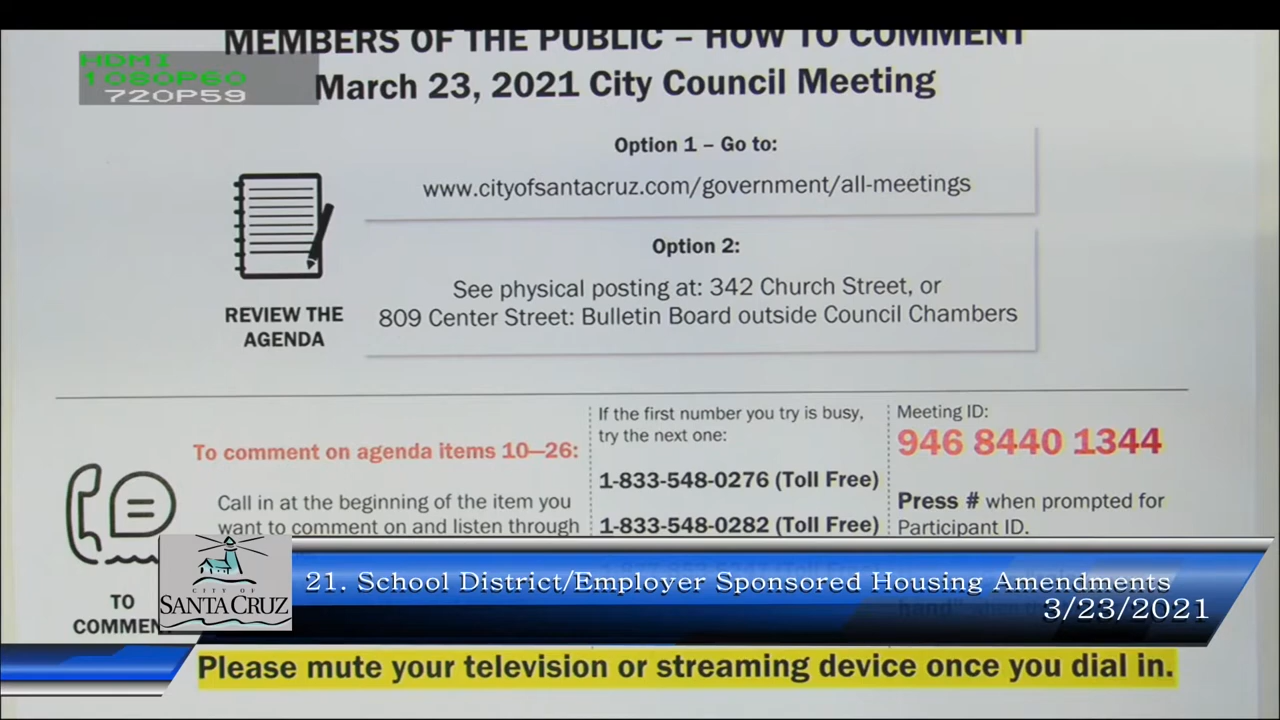 MEMBERS OF THE PUBLIC – HOW TO COMMENT
HDMI
1080P60
720P59
March 23, 2021 City Council Meeting
Option 1 – Go to:
www.cityofsantacruz.com/government/all-meetings
Option 2:
See physical posting at: 342 Church Street, or
809 Center Street: Bulletin Board outside Council Chambers
REVIEW THE
AGENDA
To comment on agenda items 10—26:
Call in at the beginning of the item you
want to comment on and listen through
If the first number you try is busy,
try the next one:
1-833-548-0276 (Toll Free)
1-833-548-0282 (Toll Free)
Meeting ID:
946 8440 1344
Press # when prompted for
Participant ID.
TO
COMMENT
CITY OF
SANTA CRUZ
21. School District/Employer Sponsored Housing Amendments
3/23/2021
Please mute your television or streaming device once you dial in.